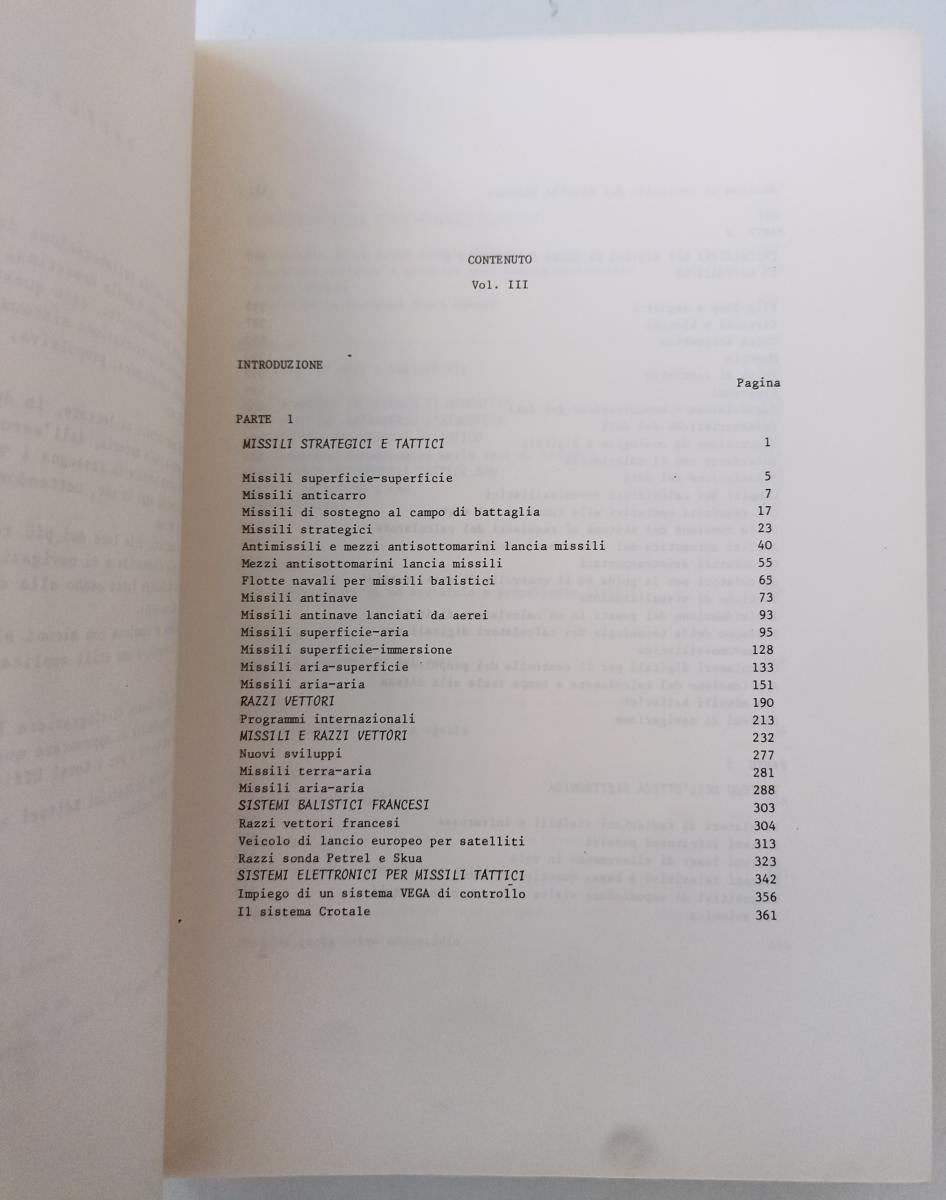 CONTENUTO
Vol. III
INTRODUZIONE
Pagina
PARTE 1
MISSILI STRATEGICI E TATTICI 1
Missili superficie-superficie 5
Missili anticarro 7
Missili di sostegno al campo di battaglia 17
Missili strategici 23
Antimissili e mezzi antisottomarini lancia missili 40
Mezzi antisottomarini lancia missili 55
Flotte navali per missili balistici 65
Missili antinave 73
Missili antinave lanciati da aerei 93
Missili superficie-aria 95
Missili superficie-immersione 128
Missili aria-superficie 133
Missili aria-aria 151
RAZZI VETTORI 190
Programmi internazionali 213
MISSILI E RAZZI VETTORI 232
Nuovi sviluppi 277
Missili terra-aria 281
Missili aria-aria 288
SISTEMI BALISTICI FRANCESI 303
Razzi vettori francesi 304
Veicolo di lancio europeo per satelliti 313
Razzi sonda Petrel e Skua 323
SISTEMI ELETTRONICI PER MISSILI TATTICI 342
Impiego di un sistema VEGA di controllo 356
Il sistema Crotale 361